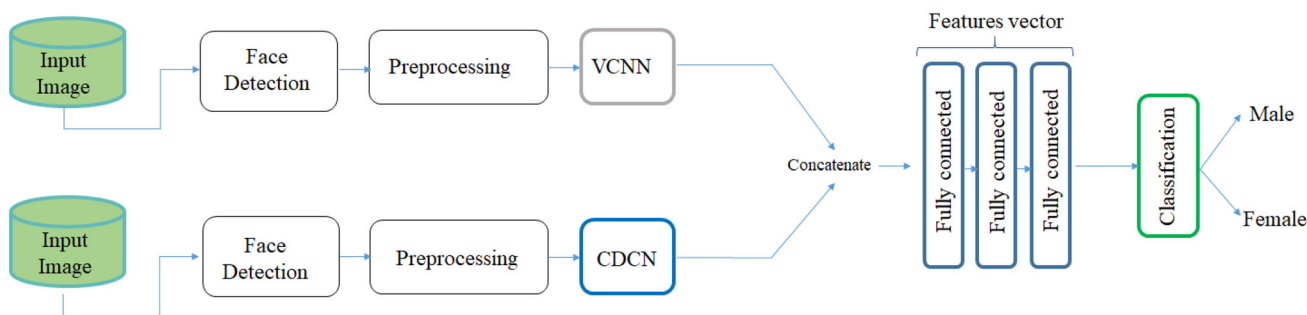 Input
Image
Face
Detection
Preprocessing
VCNN
Input
Image
Face
Detection
Preprocessing
CDCN
Concatenate
Features vector
Fully connected
Fully connected
Fully connected
Classification
Male
Female